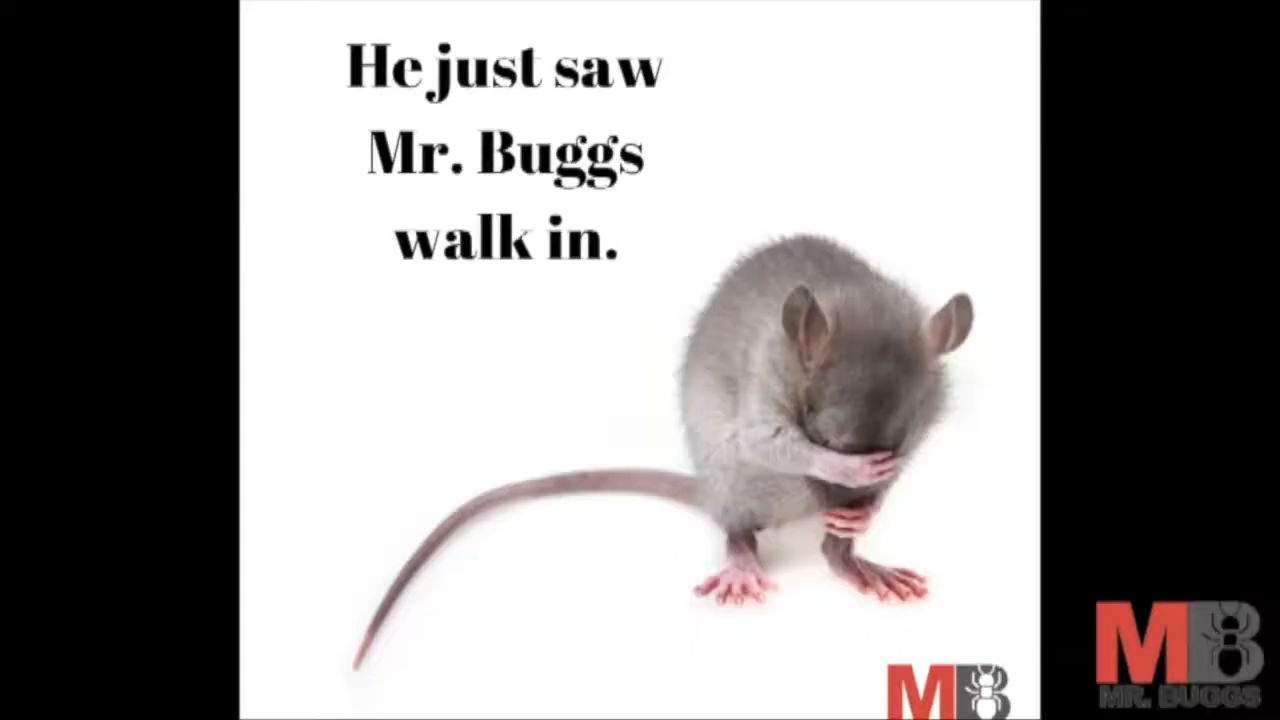 He just saw
Mr. Buggs
walk in.
MB
MB
MR. BUGGS